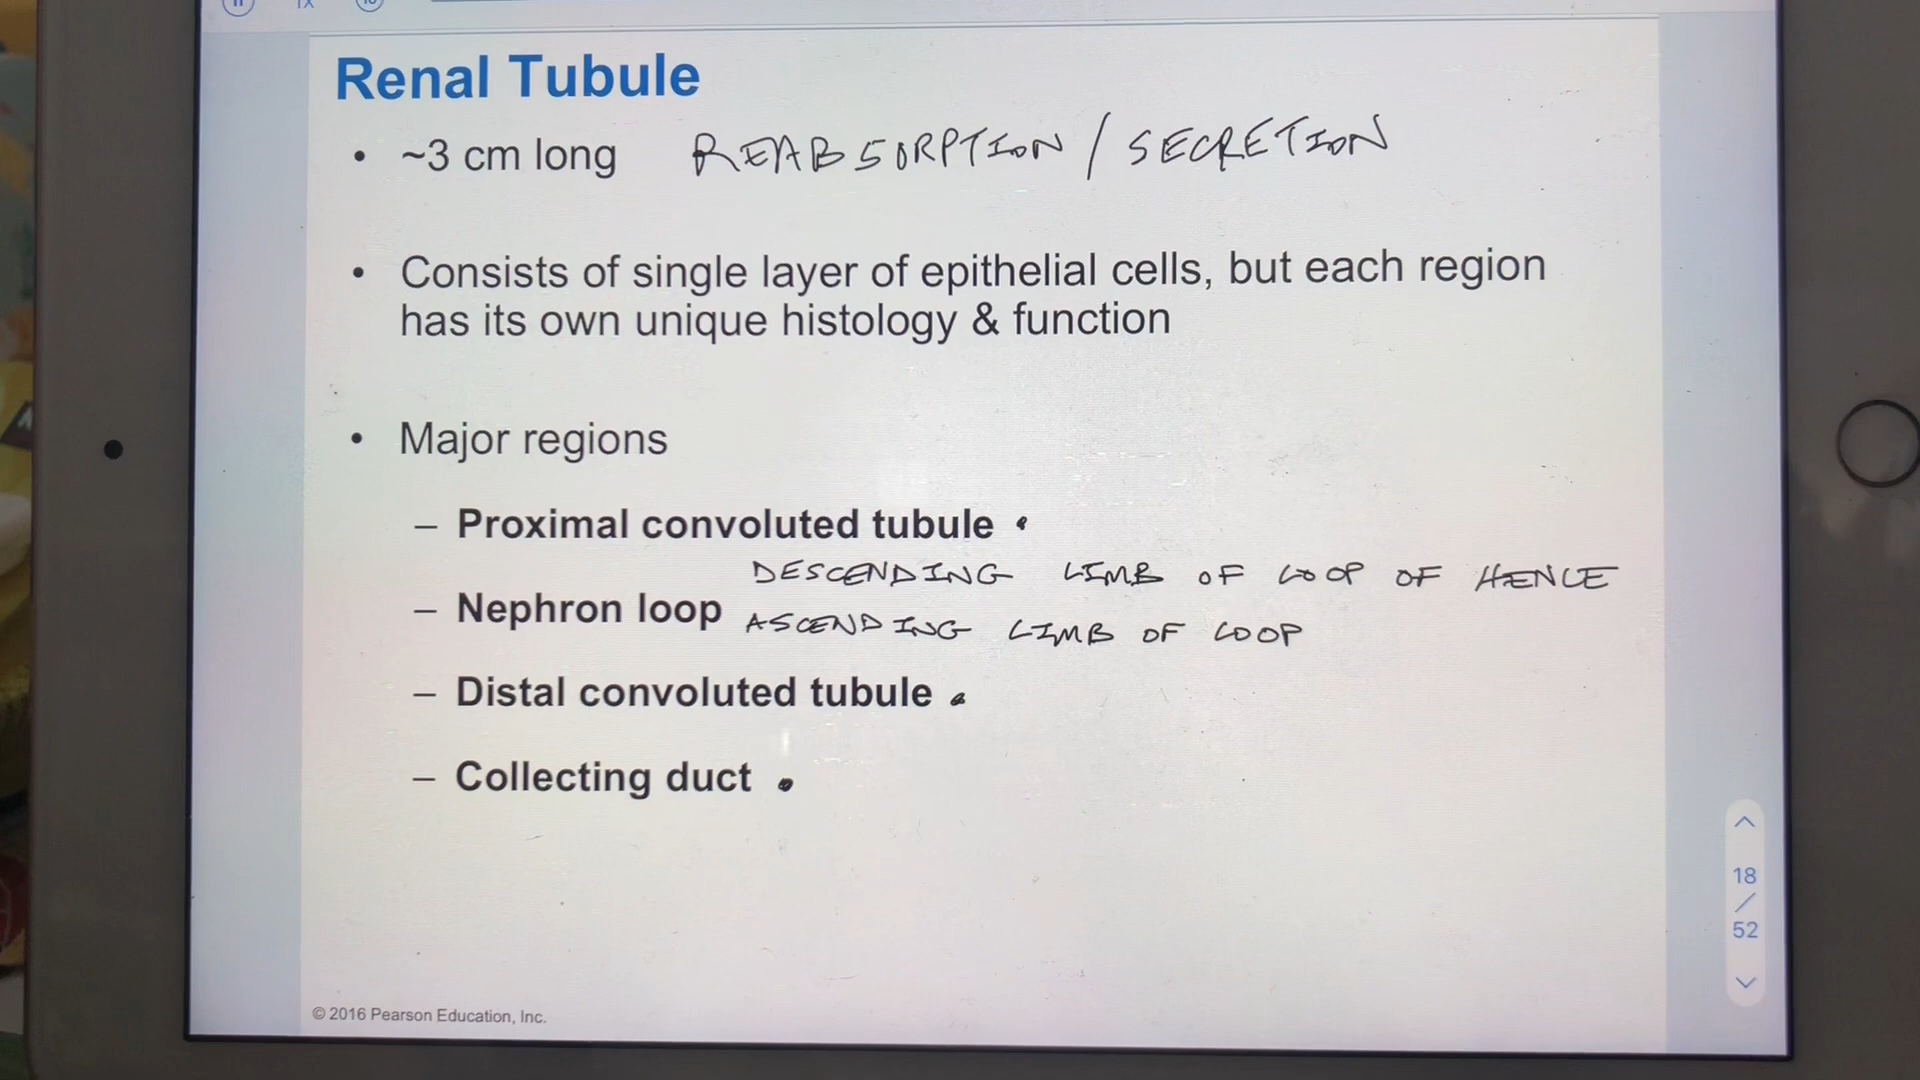 1x
Renal Tubule
• ~3 cm long REABSORPTION / SECRETION
• Consists of single layer of epithelial cells, but each region
has its own unique histology & function
• Major regions
– Proximal convoluted tubule
DESCENDING LIMB OF LOOP OF HENLE
– Nephron loop ASCENDING LIMB OF LOOP
– Distal convoluted tubule
– Collecting duct
18
/
52
© 2016 Pearson Education, Inc.